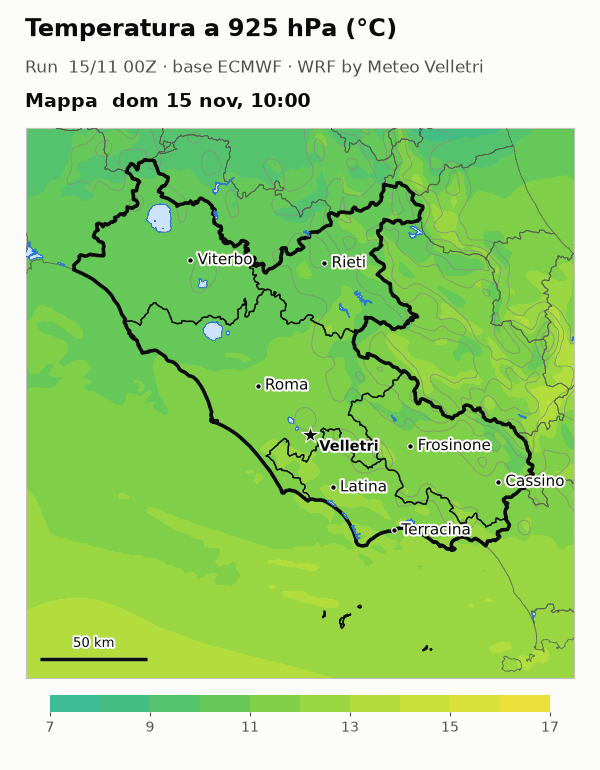 Temperatura a 925 hPa (°C)
Run  15/11 00Z · base ECMWF · WRF by Meteo Velletri
Mappa  dom 15 nov, 10:00
Viterbo
Rieti
Roma
Velletri
Frosinone
Cassino
Latina
Terracina
50 km
7 9 11 13 15 17